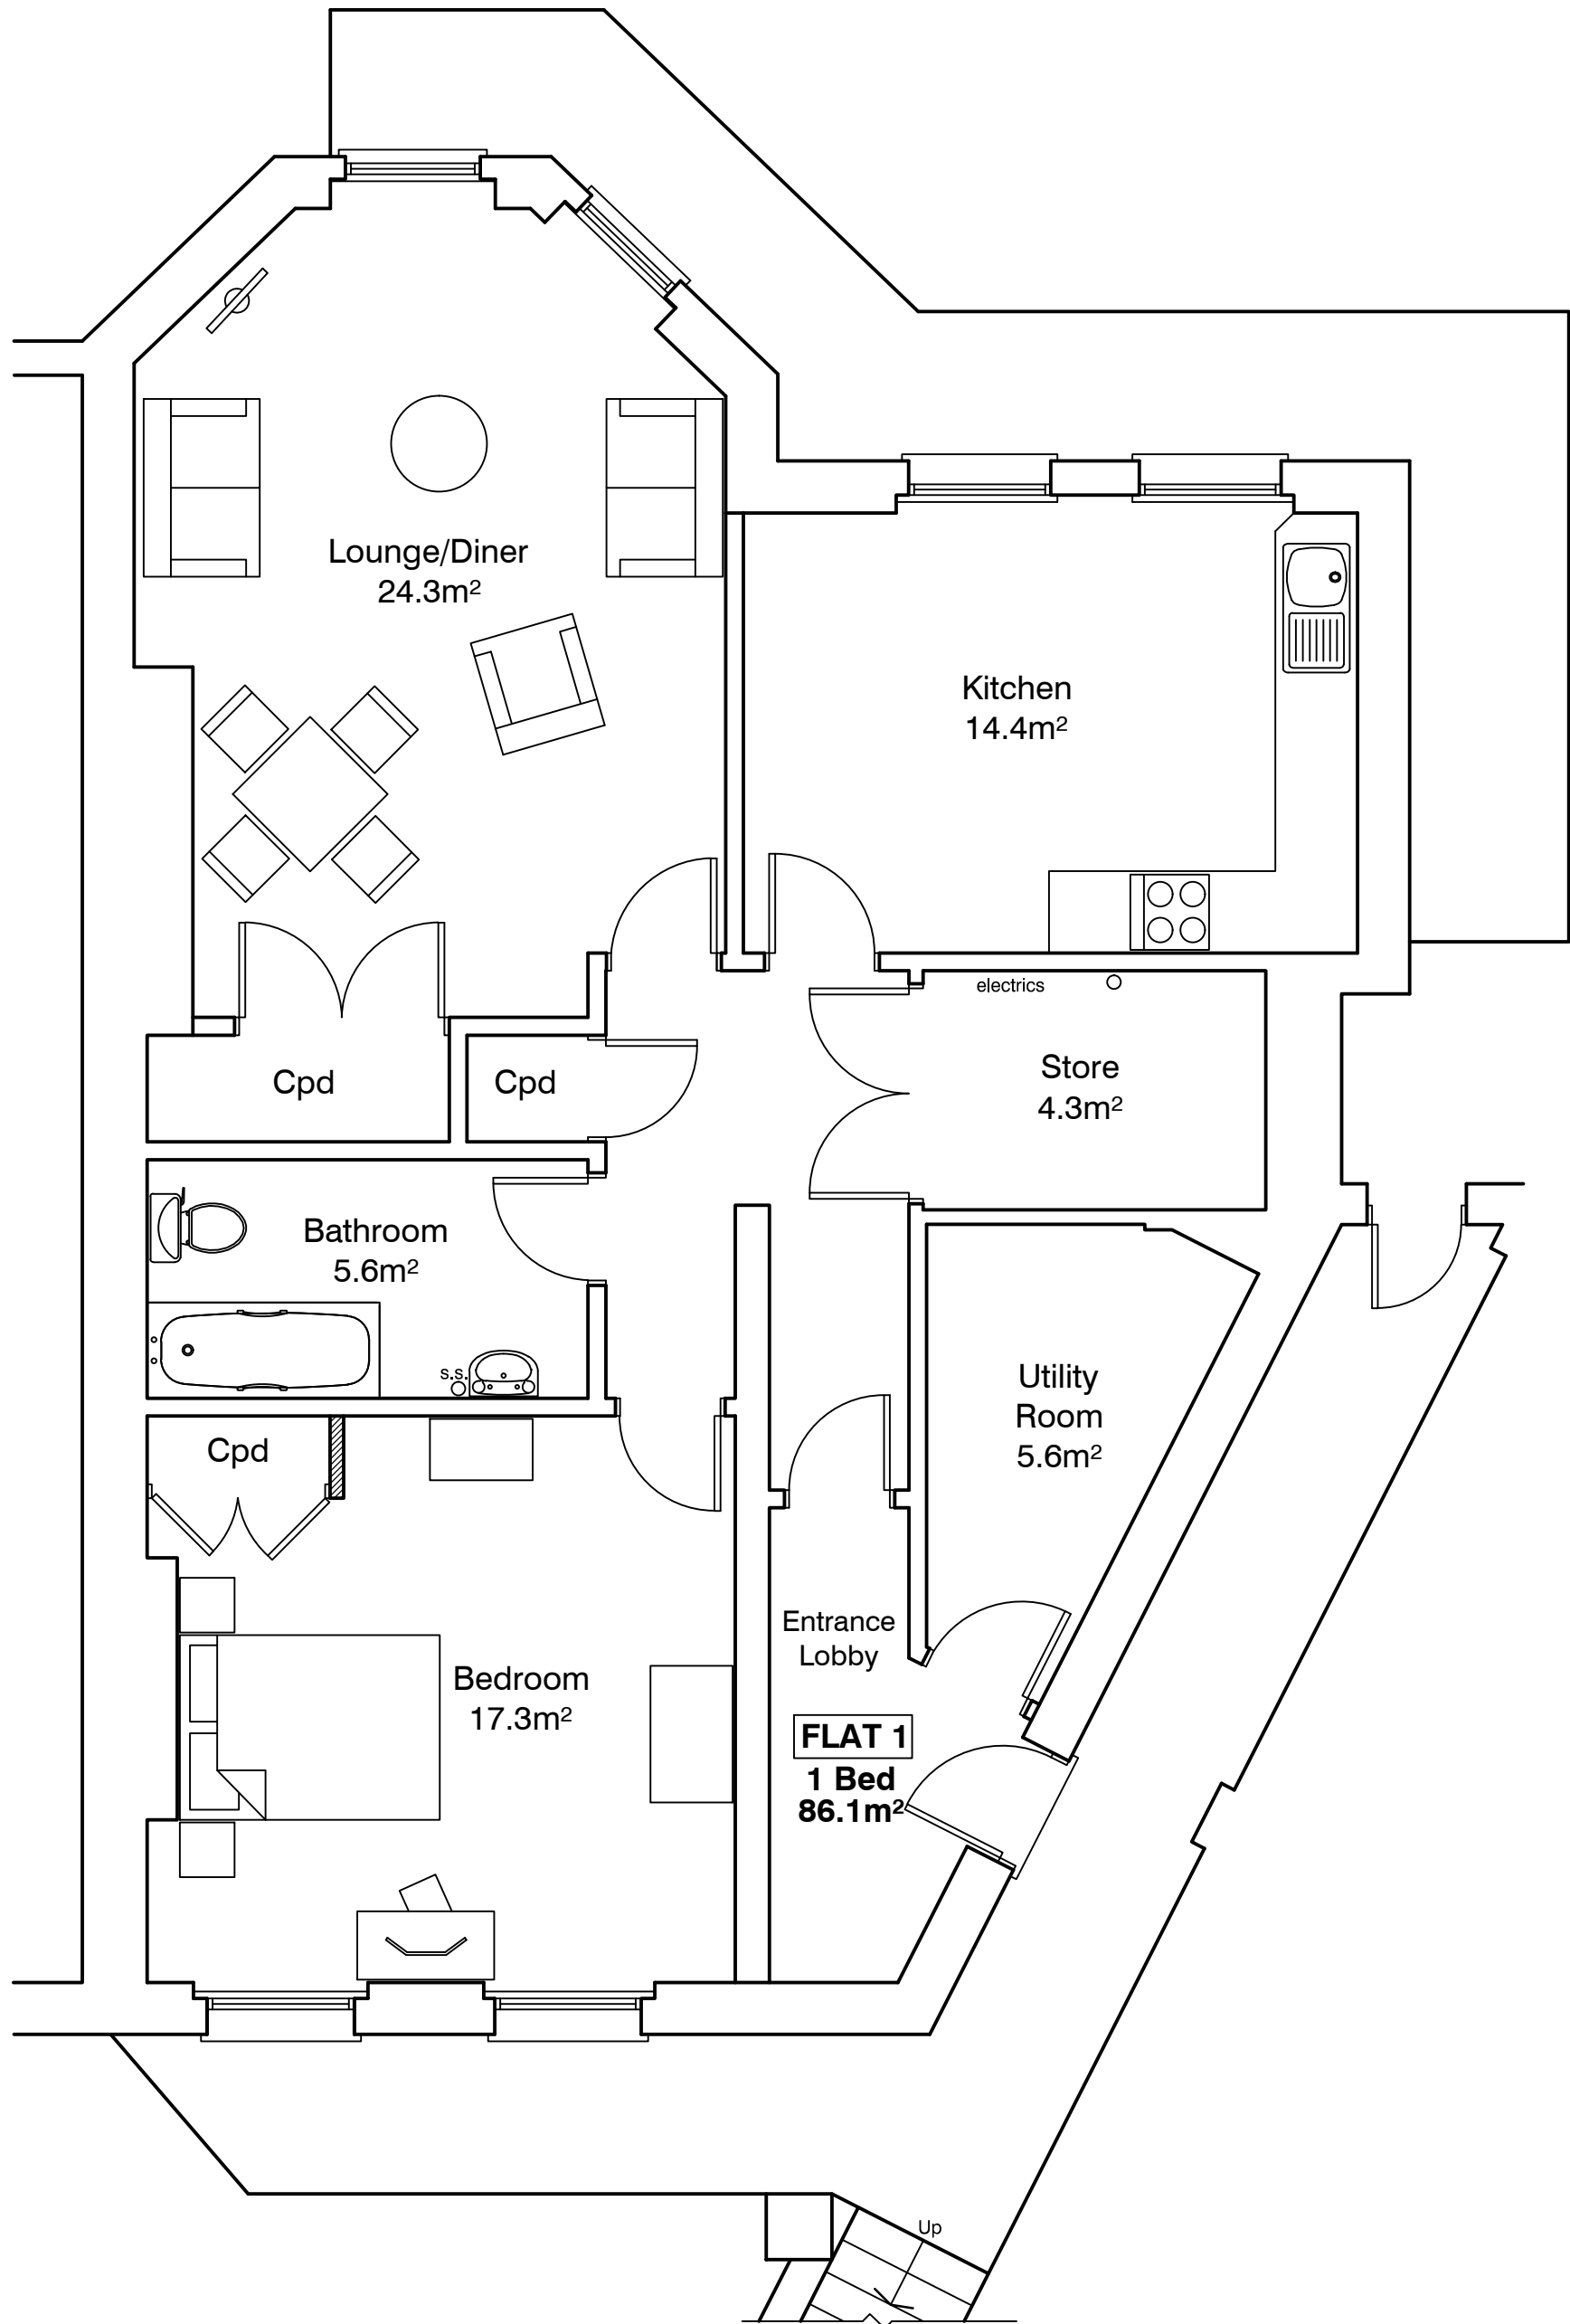 Lounge/Diner
24.3m²
Kitchen
14.4m²
electrics
Store
4.3m²
Cpd
Cpd
Bathroom
5.6m²
s.s.
Utility
Room
5.6m²
Cpd
Entrance
Lobby
Bedroom
17.3m²
FLAT 1
1 Bed
86.1m²
Up